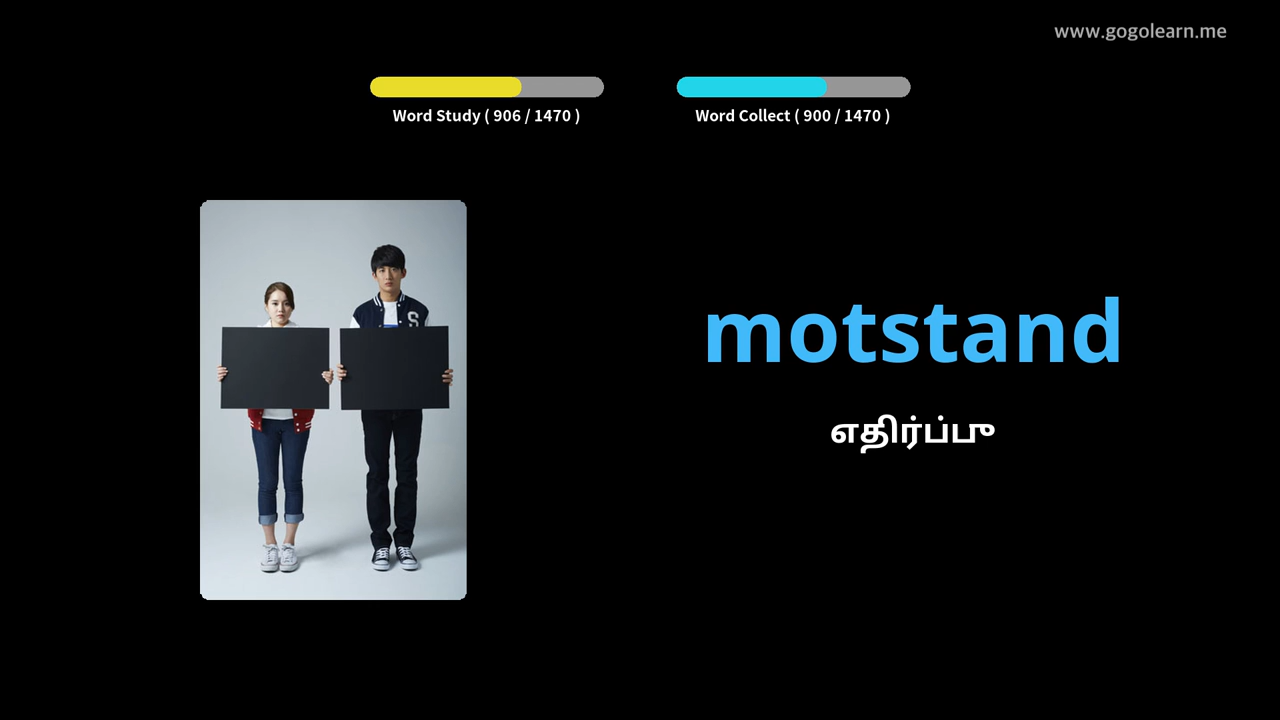 www.gogolearn.me
Word Study ( 906 / 1470 )
Word Collect ( 900 / 1470 )
S
motstand
எதிர்ப்பு